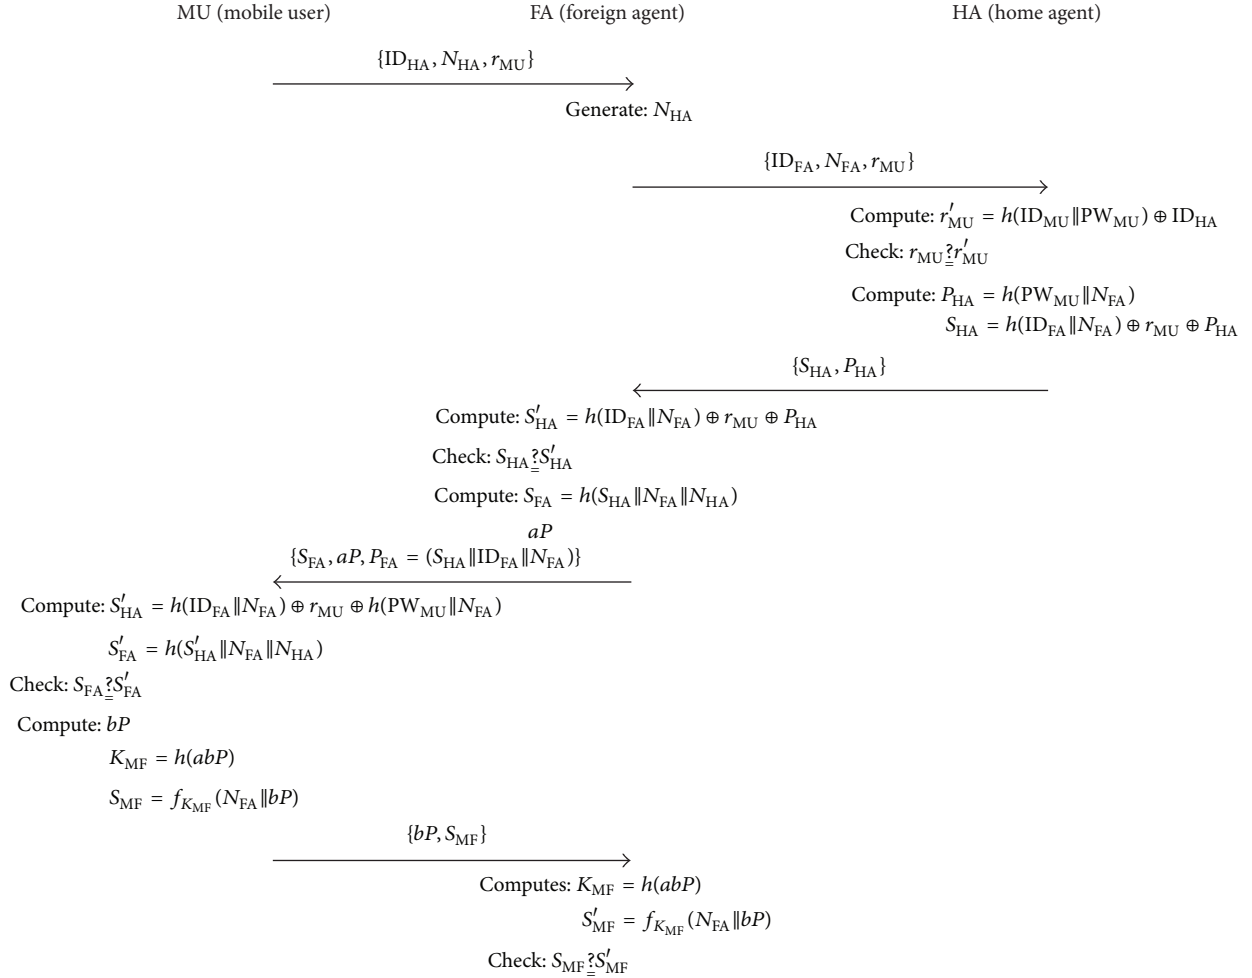 MU (mobile user) FA (foreign agent) HA (home agent)
{ID_HA, N_HA, r_MU}
Generate: N_HA
{ID_FA, N_FA, r_MU}
Compute: r′_MU = h(ID_MU‖PW_MU) ⊕ ID_HA
Check: r_MU ≟ r′_MU
Compute: P_HA = h(PW_MU‖N_FA)
S_HA = h(ID_FA‖N_FA) ⊕ r_MU ⊕ P_HA
{S_HA, P_HA}
Compute: S′_HA = h(ID_FA‖N_FA) ⊕ r_MU ⊕ P_HA
Check: S_HA ≟ S′_HA
Compute: S_FA = h(S_HA‖N_FA‖N_HA)
aP
{S_FA, aP, P_FA = (S_HA‖ID_FA‖N_FA)}
Compute: S′_HA = h(ID_FA‖N_FA) ⊕ r_MU ⊕ h(PW_MU‖N_FA)
S′_FA = h(S′_HA‖N_FA‖N_HA)
Check: S_FA ≟ S′_FA
Compute: bP
K_MF = h(abP)
S_MF = f_{K_MF}(N_FA‖bP)
{bP, S_MF}
Computes: K_MF = h(abP)
S′_MF = f_{K_MF}(N_FA‖bP)
Check: S_MF ≟ S′_MF